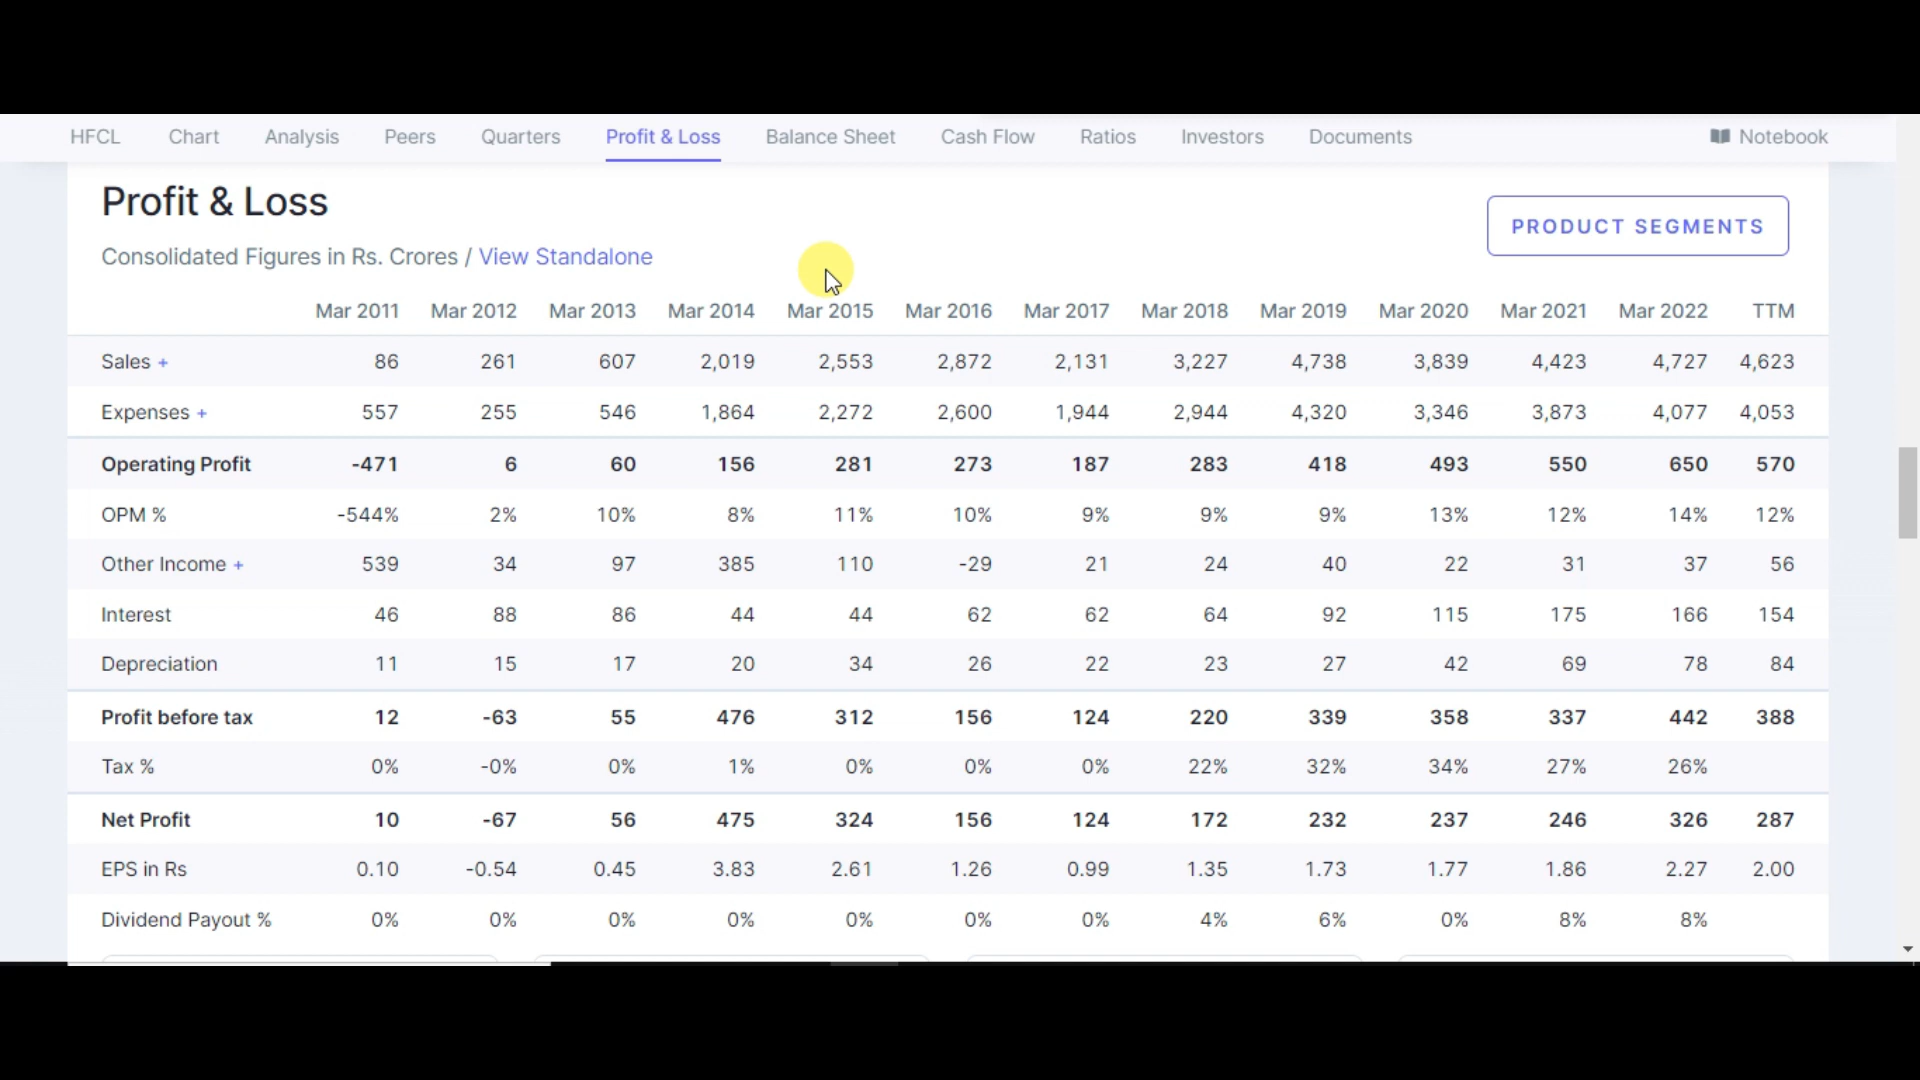 HFCL Chart Analysis Peers Quarters Profit & Loss Balance Sheet Cash Flow Ratios Investors Documents Notebook
Profit & Loss
PRODUCT SEGMENTS
Consolidated Figures in Rs. Crores / View Standalone
Mar 2011 Mar 2012 Mar 2013 Mar 2014 Mar 2015 Mar 2016 Mar 2017 Mar 2018 Mar 2019 Mar 2020 Mar 2021 Mar 2022 TTM
Sales + 86 261 607 2,019 2,553 2,872 2,131 3,227 4,738 3,839 4,423 4,727 4,623
Expenses + 557 255 546 1,864 2,272 2,600 1,944 2,944 4,320 3,346 3,873 4,077 4,053
Operating Profit -471 6 60 156 281 273 187 283 418 493 550 650 570
OPM % -544% 2% 10% 8% 11% 10% 9% 9% 9% 13% 12% 14% 12%
Other Income + 539 34 97 385 110 -29 21 24 40 22 31 37 56
Interest 46 88 86 44 44 62 62 64 92 115 175 166 154
Depreciation 11 15 17 20 34 26 22 23 27 42 69 78 84
Profit before tax 12 -63 55 476 312 156 124 220 339 358 337 442 388
Tax % 0% -0% 0% 1% 0% 0% 0% 22% 32% 34% 27% 26%
Net Profit 10 -67 56 475 324 156 124 172 232 237 246 326 287
EPS in Rs 0.10 -0.54 0.45 3.83 2.61 1.26 0.99 1.35 1.73 1.77 1.86 2.27 2.00
Dividend Payout % 0% 0% 0% 0% 0% 0% 0% 4% 6% 0% 8% 8%